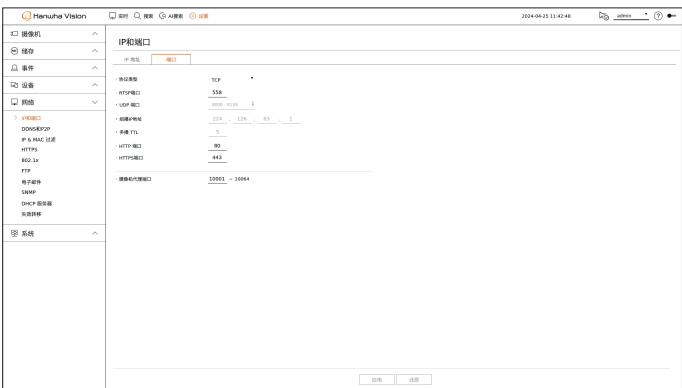 Hanwha Vision
实时 搜索 AI搜索 设置
2024-04-25 11:42:48
admin
摄像机
储存
事件
设备
网络
IP和端口
DDNS和P2P
IP & MAC 过滤
HTTPS
802.1x
FTP
电子邮件
SNMP
DHCP 服务器
失效转移
系统
IP和端口
IP 地址 端口
· 协议类型 TCP
· RTSP端口 558
· UDP 端口 8000 - 8159
· 组播IP地址 224 . 126 . 63 . 1
· 多播 TTL 5
· HTTP 端口 80
· HTTPS端口 443
· 摄像机代理端口 10001 ~ 10064
应用 还原